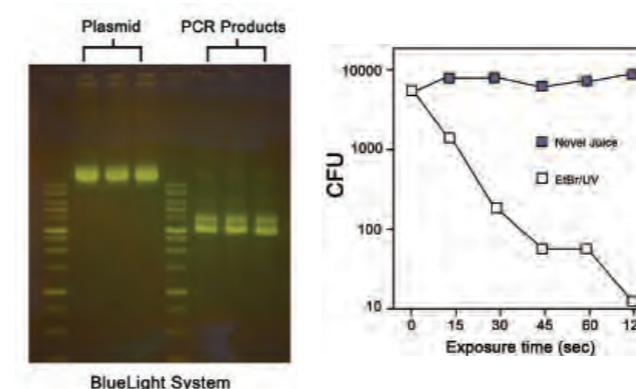 Plasmid PCR Products
BlueLight System
CFU
10000
1000
100
10
Novel Juice
EtBr/UV
0 15 30 45 60
Exposure time (sec)